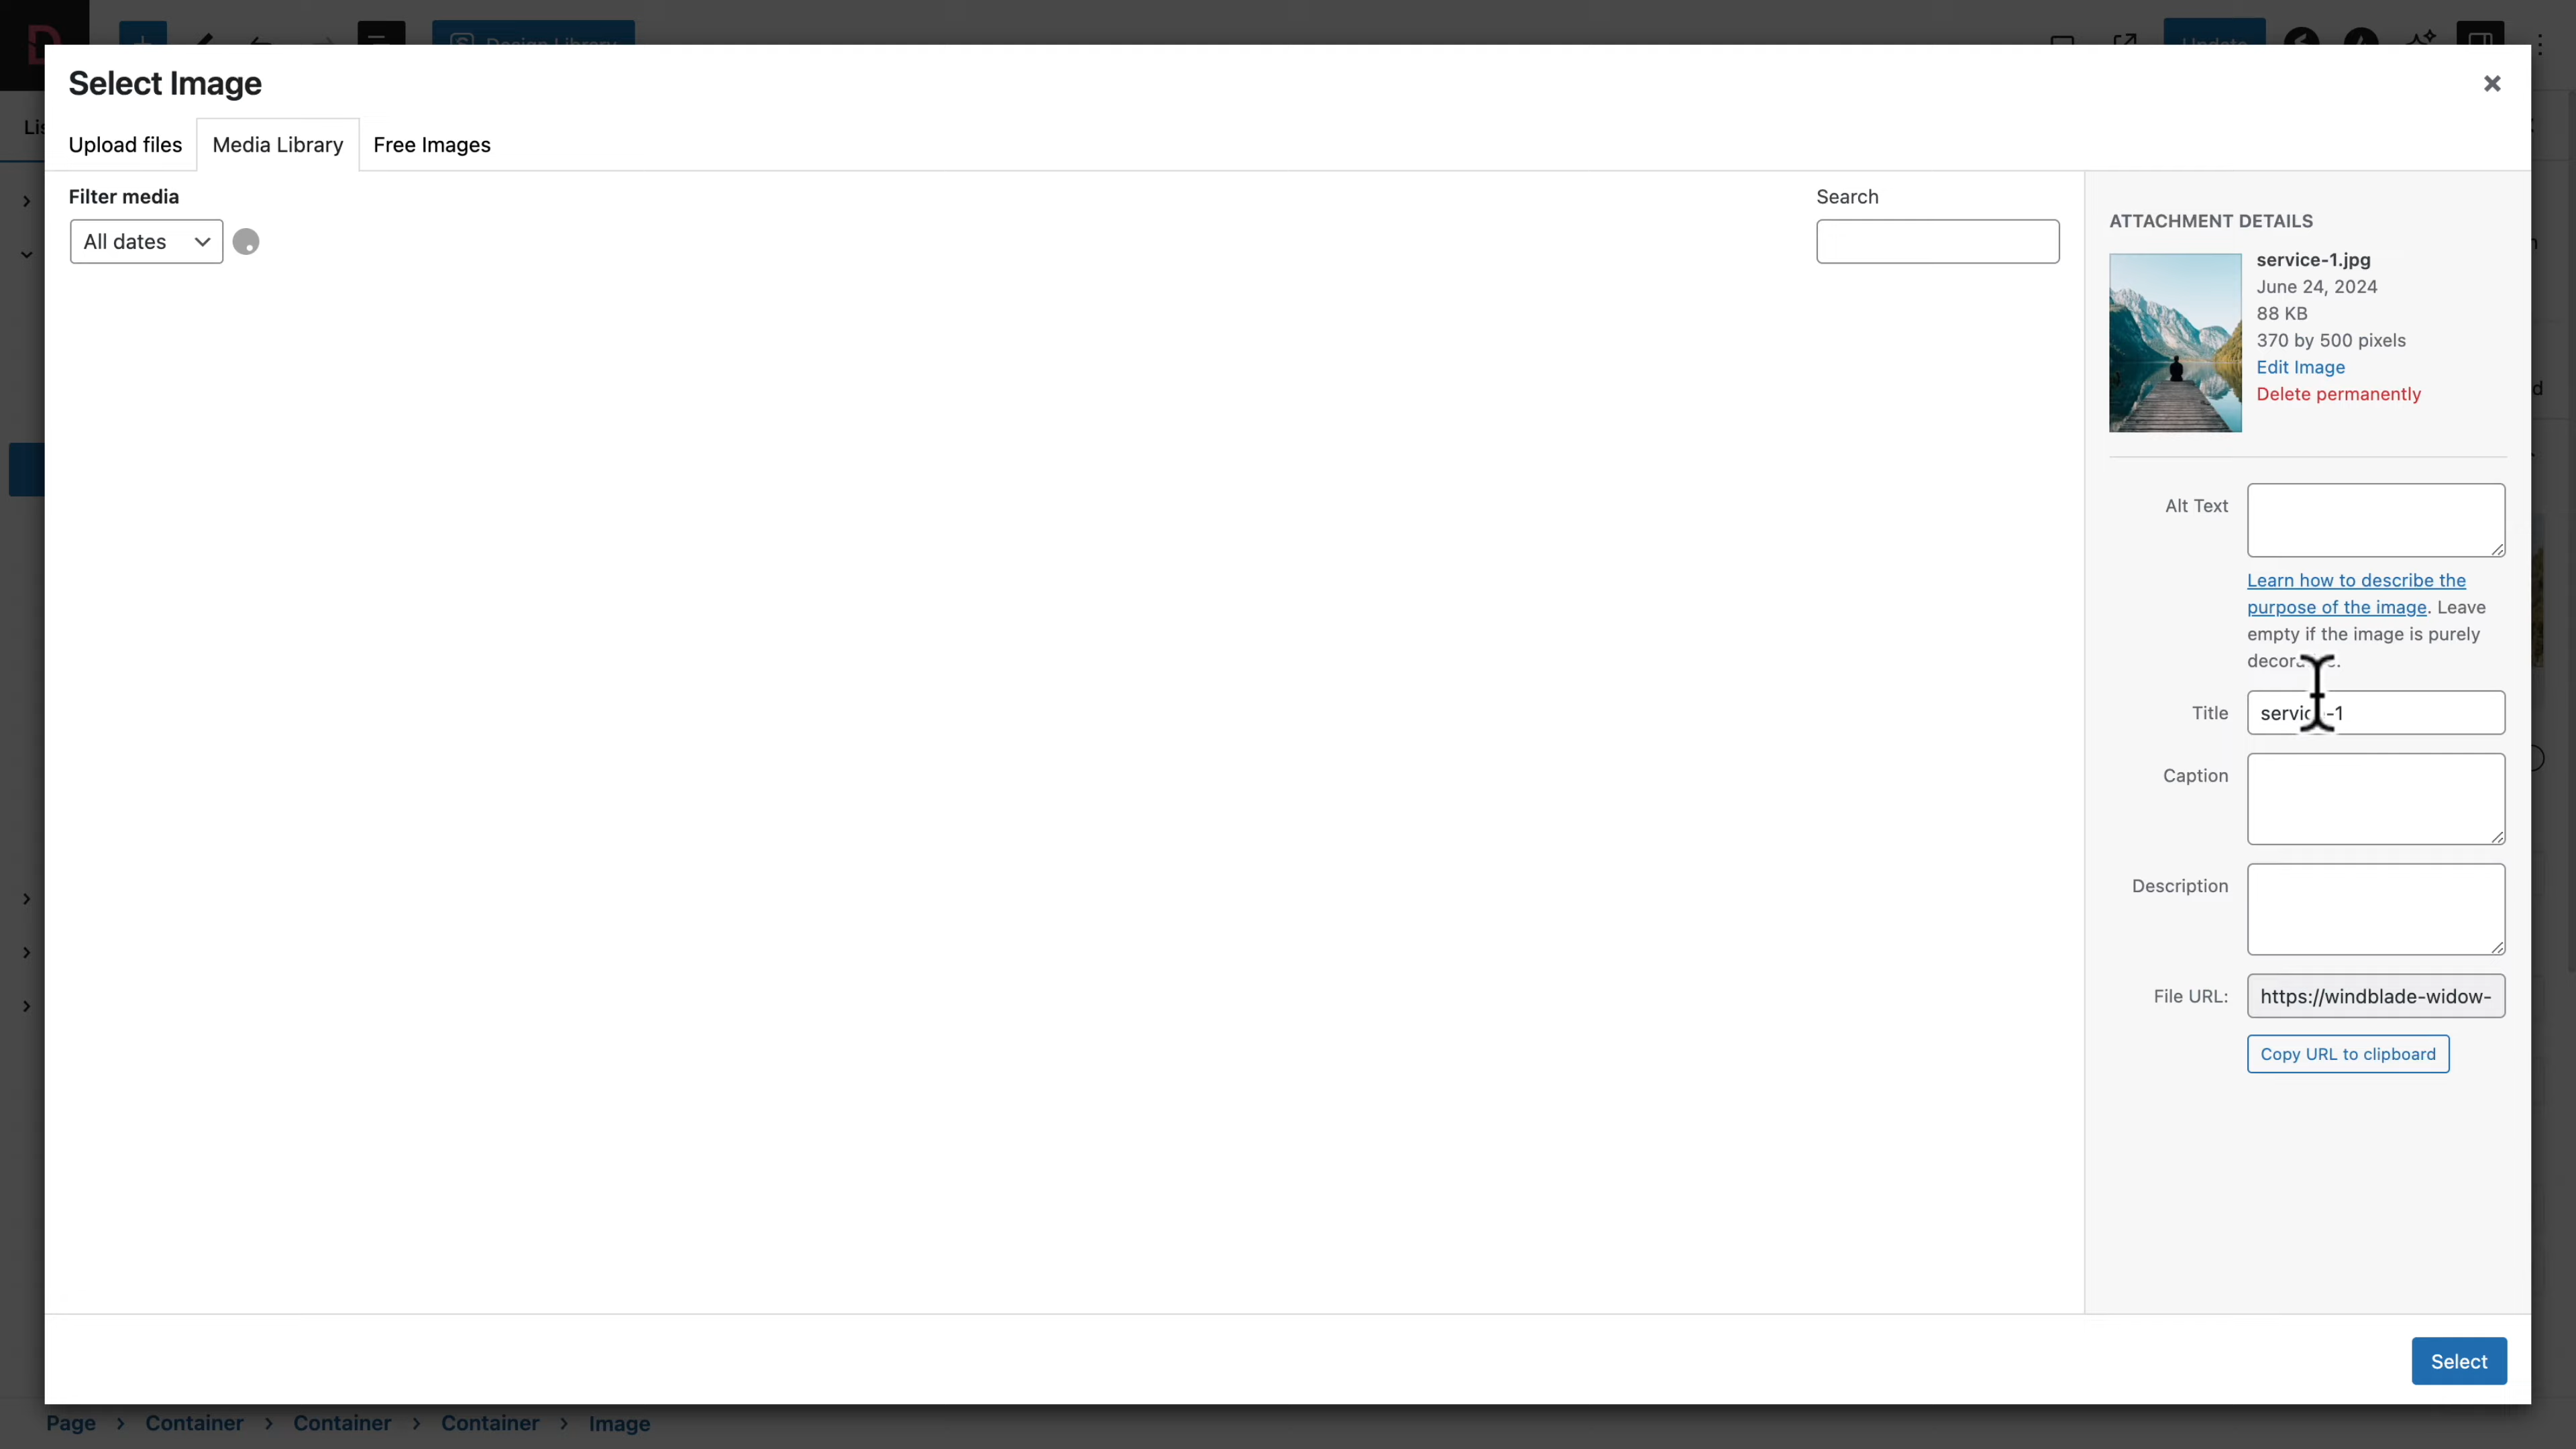 Design Library
Update
Select Image
Upload files
Media Library
Free Images
Filter media
All dates
Search
ATTACHMENT DETAILS
service-1.jpg
June 24, 2024
88 KB
370 by 500 pixels
Edit Image
Delete permanently
Alt Text
Learn how to describe the
purpose of the image. Leave
empty if the image is purely
Title
Caption
Description
File URL:
https://windblade-widow-
Copy URL to clipboard
Select
Page > Container > Container > Container > Image